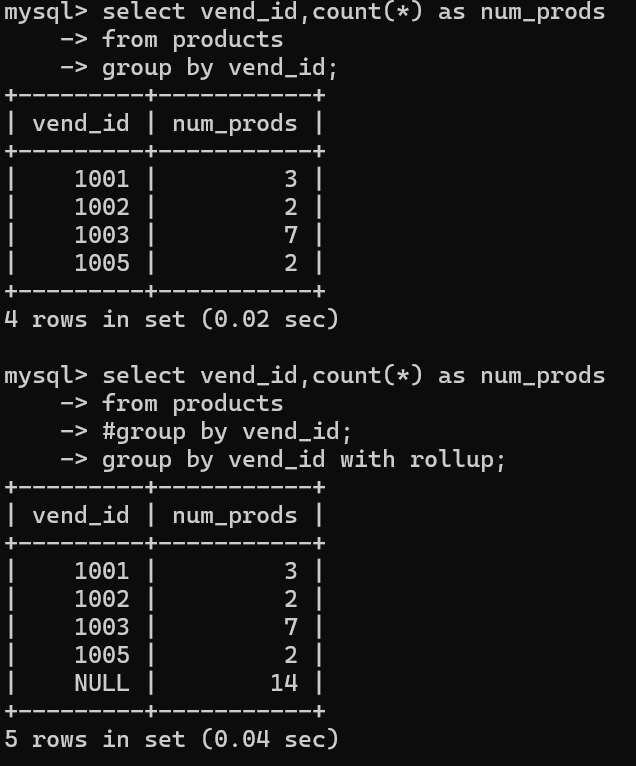 mysql> select vend_id,count(*) as num_prods
    -> from products
    -> group by vend_id;
+---------+-----------+
| vend_id | num_prods |
+---------+-----------+
|    1001 |         3 |
|    1002 |         2 |
|    1003 |         7 |
|    1005 |         2 |
+---------+-----------+
4 rows in set (0.02 sec)

mysql> select vend_id,count(*) as num_prods
    -> from products
    -> #group by vend_id;
    -> group by vend_id with rollup;
+---------+-----------+
| vend_id | num_prods |
+---------+-----------+
|    1001 |         3 |
|    1002 |         2 |
|    1003 |         7 |
|    1005 |         2 |
|    NULL |        14 |
+---------+-----------+
5 rows in set (0.04 sec)